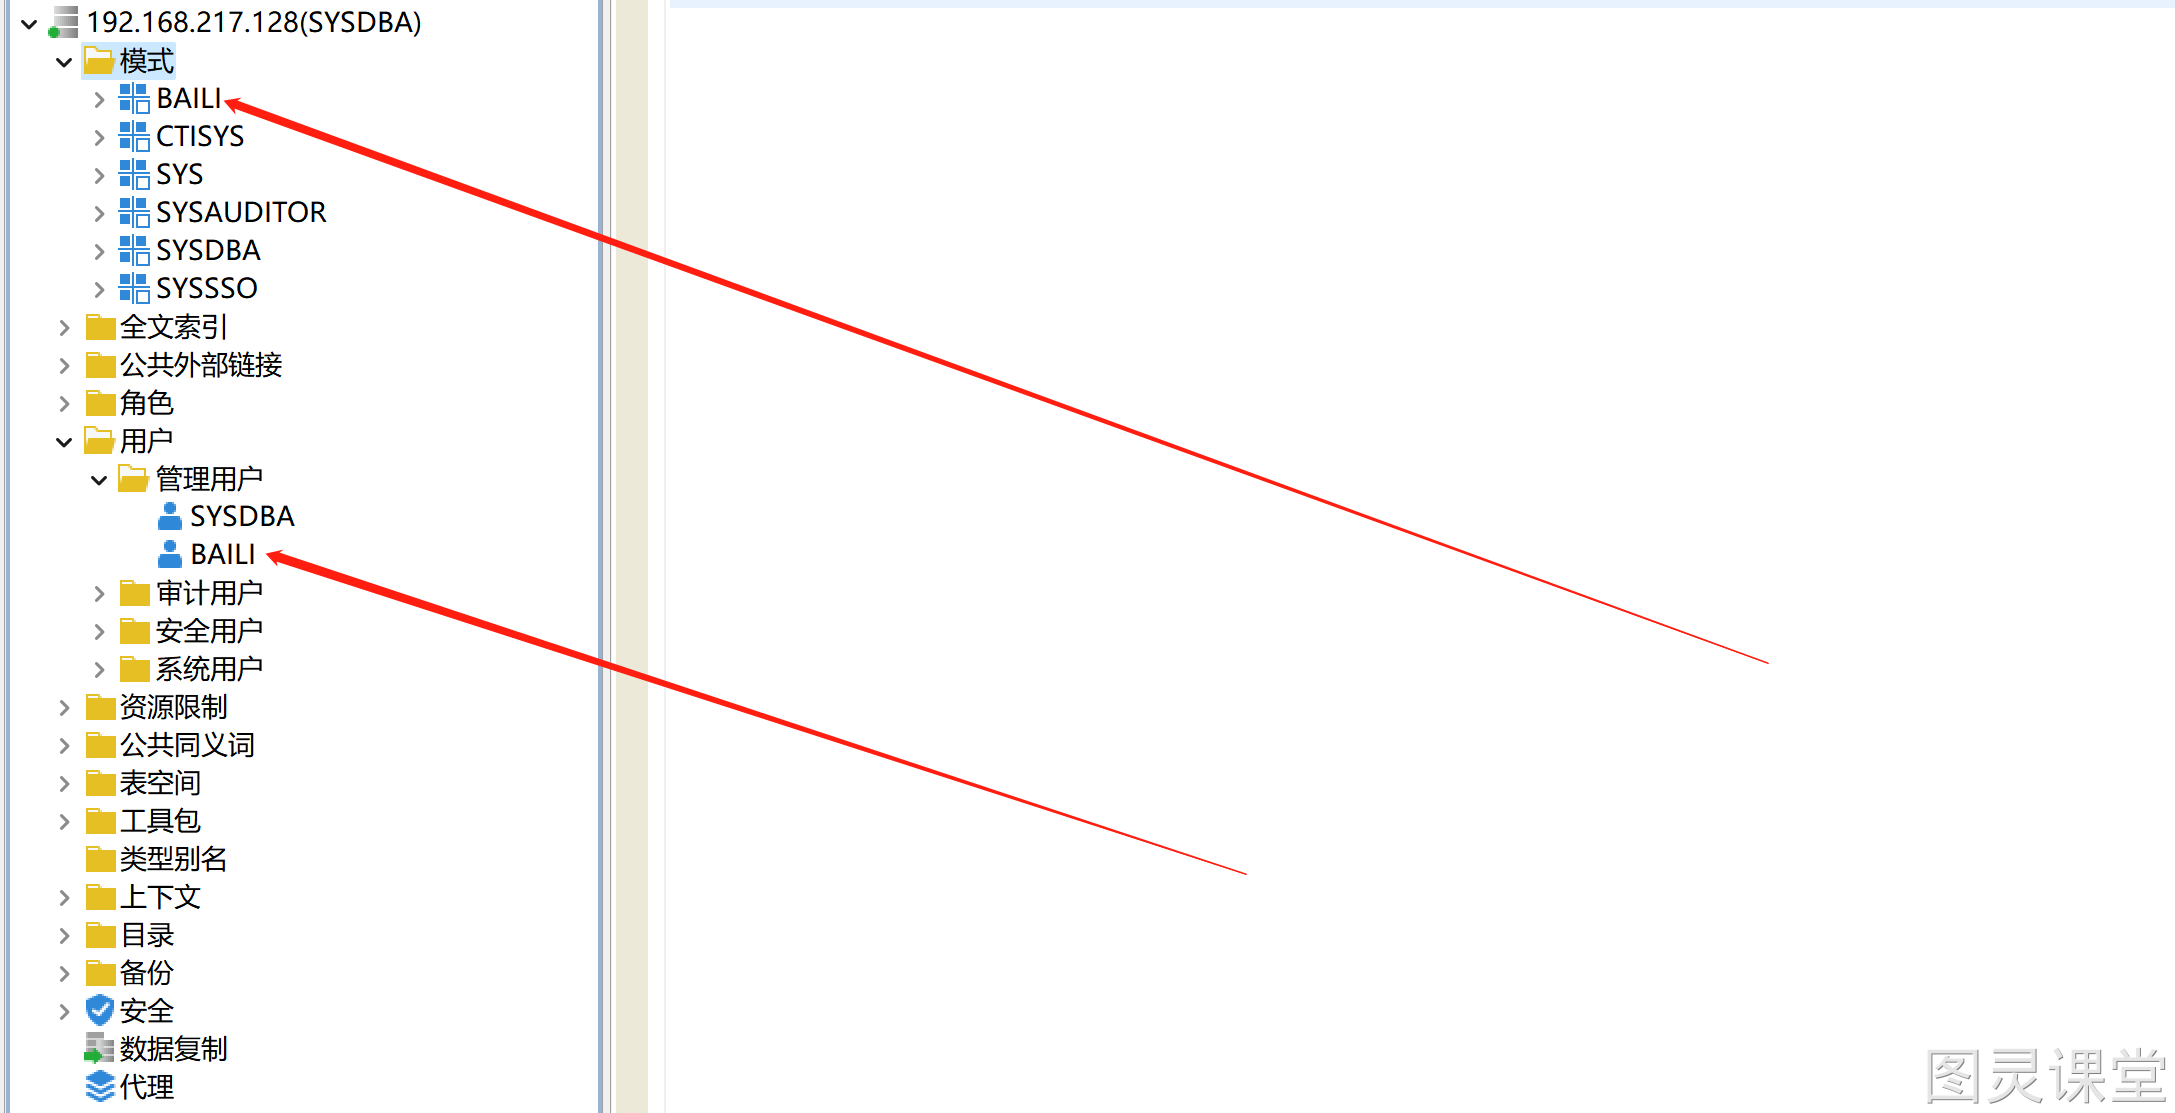 192.168.217.128(SYSDBA)
模式
BAILI
CTISYS
SYS
SYSAUDITOR
SYSDBA
SYSSSO
全文索引
公共外部链接
角色
用户
管理用户
SYSDBA
BAILI
审计用户
安全用户
系统用户
资源限制
公共同义词
表空间
工具包
类型别名
上下文
目录
备份
安全
数据复制
代理
图灵课堂